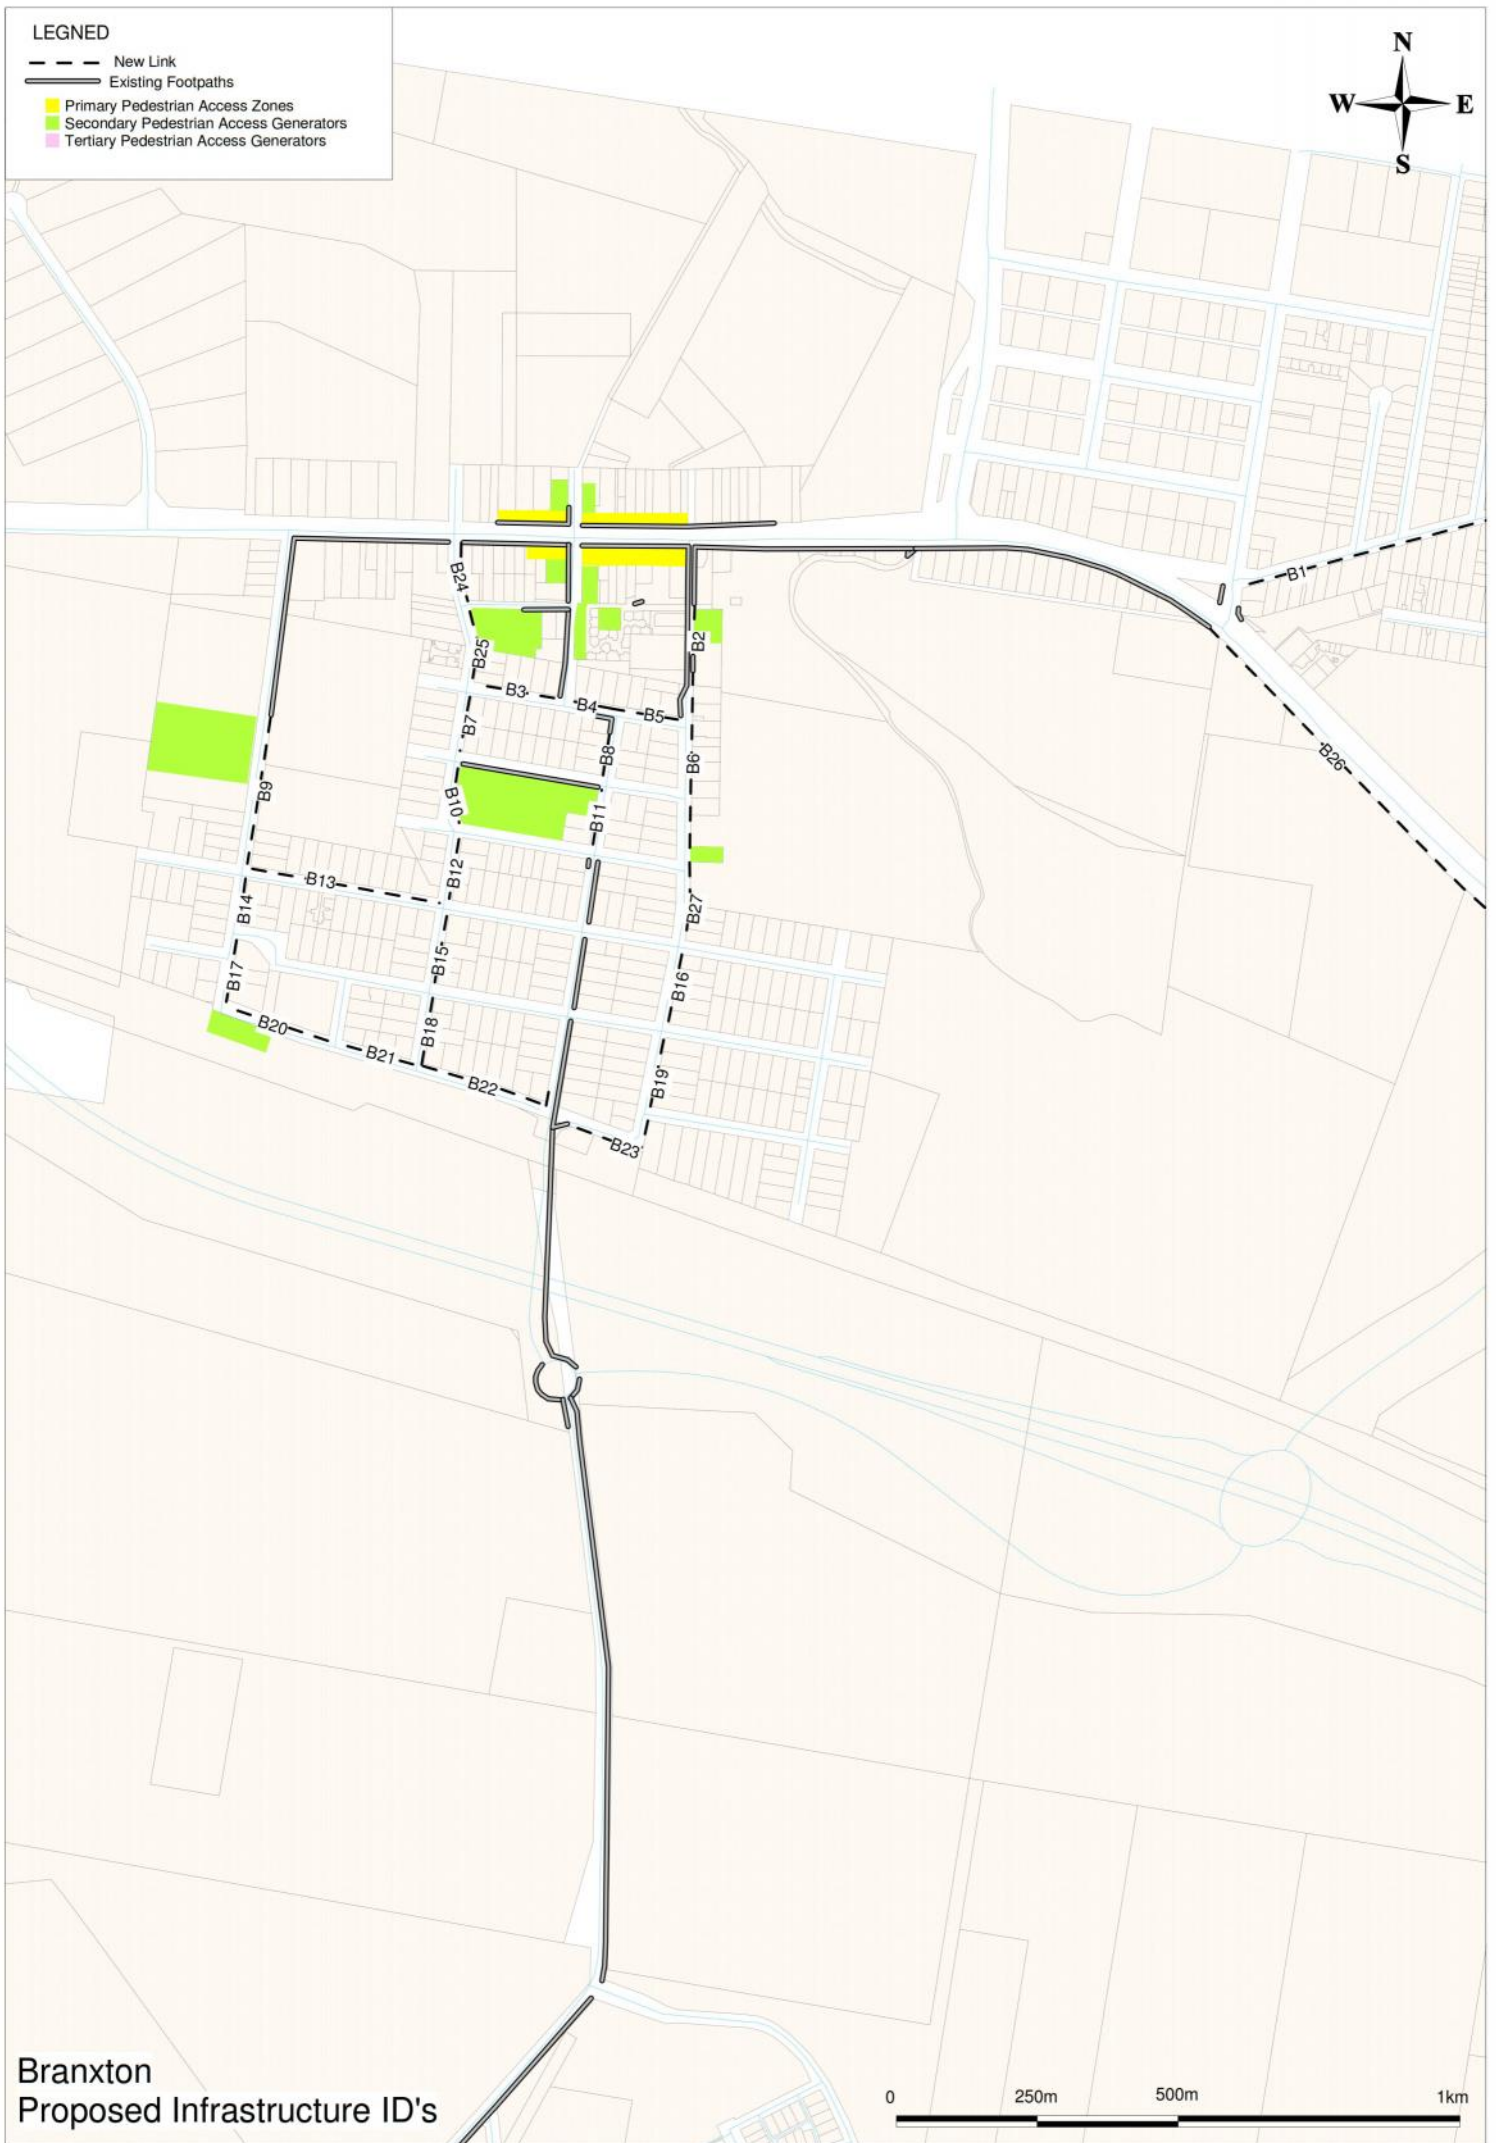 LEGNED
New Link
Existing Footpaths
Primary Pedestrian Access Zones
Secondary Pedestrian Access Generators
Tertiary Pedestrian Access Generators
N
W E
S
B24
B1
B2
B25
B3
B4
B5
B7
B8
B6
B26
B9
B10
B11
B12
B13
B14
B27
B15
B17
B16
B20
B18
B21
B22
B19
B23
Branxton
Proposed Infrastructure ID's
0 250m 500m 1km